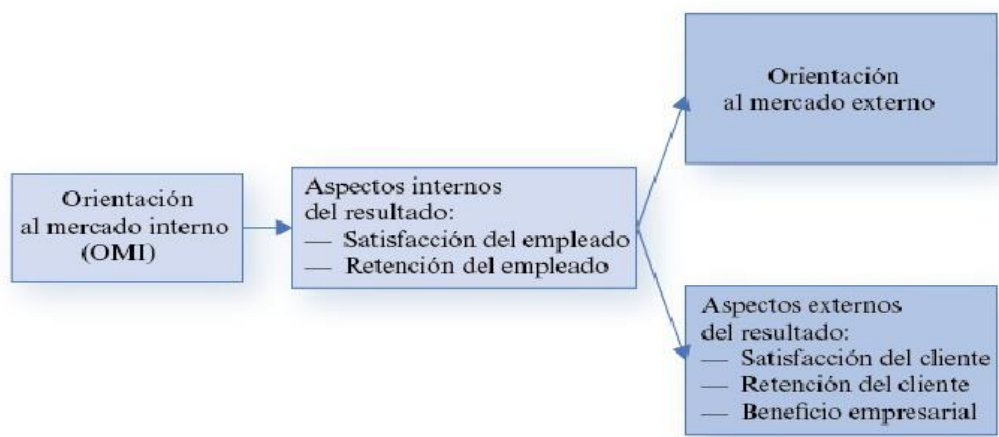 Orientación
al mercado interno
(OMI)
Aspectos internos
del resultado:
— Satisfacción del empleado
— Retención del empleado
Orientación
al mercado externo
Aspectos externos
del resultado:
— Satisfacción del cliente
— Retención del cliente
— Beneficio empresarial